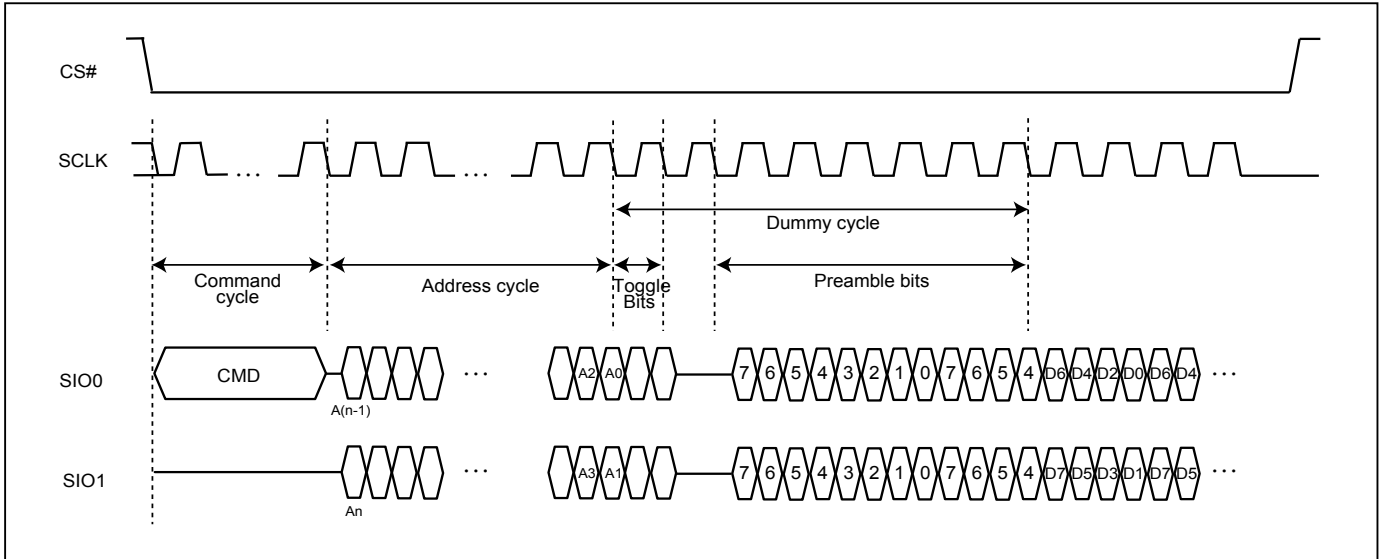 CS#
SCLK
...
...
Dummy cycle
Command
cycle
Address cycle
Toggle
Bits
Preamble bits
SIO0
CMD
...
A2 A0
7 6 5 4 3 2 1 0 7 6 5 4 D6 D4 D2 D0 D6 D4
...
A(n-1)
SIO1
...
A3 A1
7 6 5 4 3 2 1 0 7 6 5 4 D7 D5 D3 D1 D7 D5
...
An